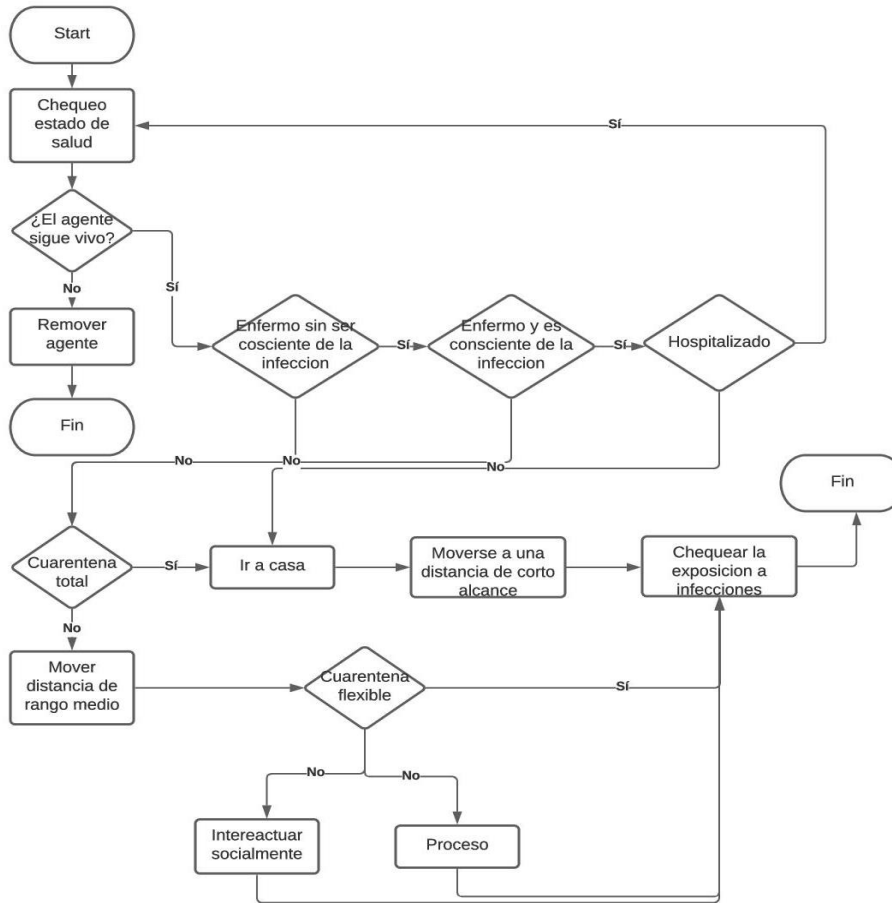 Start
Chequeo
estado de
salud
Sí
¿El agente
sigue vivo?
Sí
No
Remover
agente
Fin
Enfermo sin ser
cosciente de la
infeccion
Sí
Enfermo y es
consciente de la
infeccion
Sí
Hospitalizado
No
No
No
Fin
Cuarentena
total
Sí
Ir a casa
Moverse a una
distancia de corto
alcance
Chequear la
exposicion a
infecciones
No
Mover
distancia de
rango medio
Cuarentena
flexible
Sí
No
No
Intereactuar
socialmente
Proceso